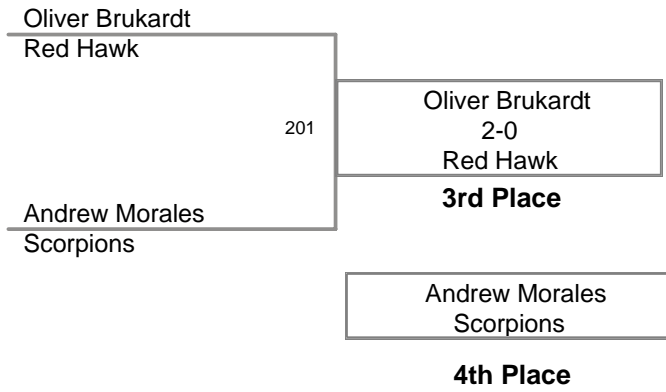 Oliver Brukardt
Red Hawk
201
Oliver Brukardt
2-0
Red Hawk
3rd Place
Andrew Morales
Scorpions
Andrew Morales
Scorpions
4th Place